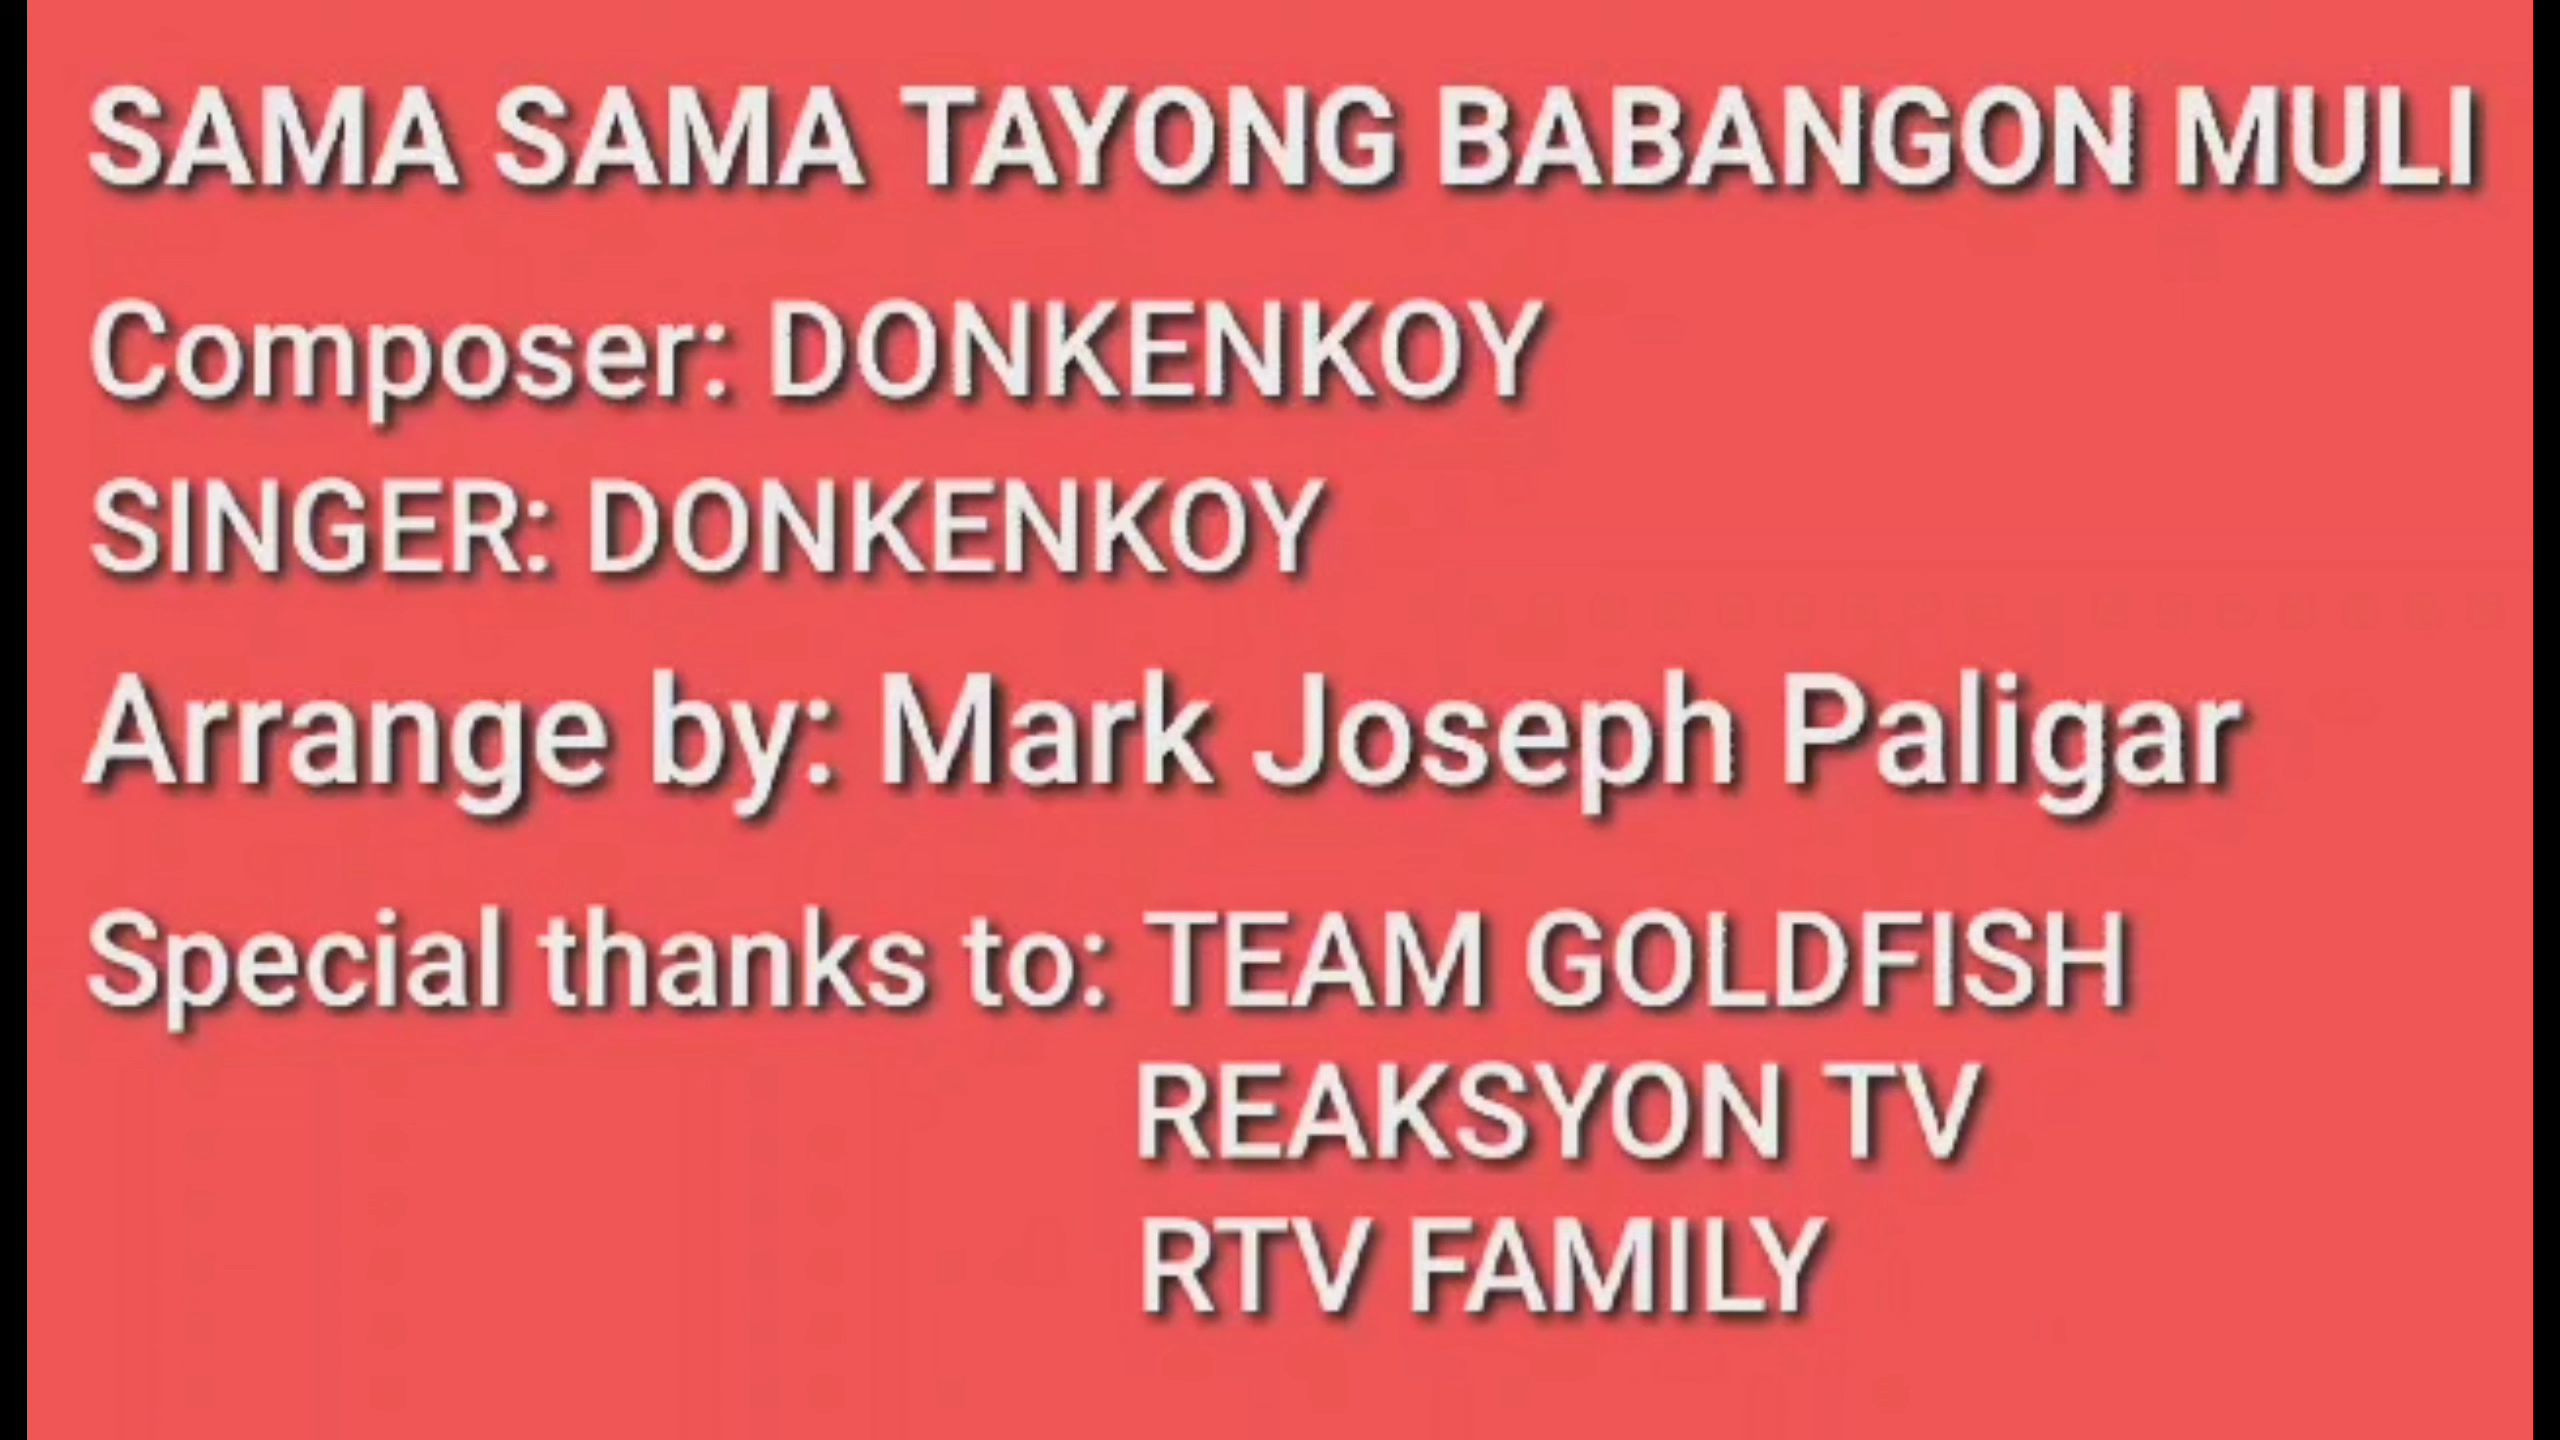 SAMA SAMA TAYONG BABANGON MULI
Composer: DONKENKOY
SINGER: DONKENKOY
Arrange by: Mark Joseph Paligar
Special thanks to: TEAM GOLDFISH
REAKSYON TV
RTV FAMILY